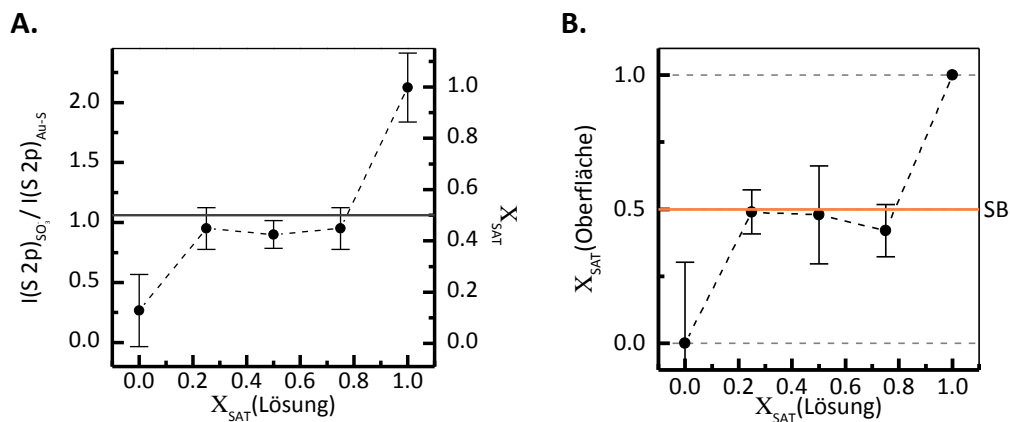 A.
I(S 2p)SO₃/ I(S 2p)Au-S
2.0
1.5
1.0
0.5
0.0
1.0
0.8
0.6
0.4
0.2
0.0
XSAT
0.0 0.2 0.4 0.6 0.8 1.0
XSAT(Lösung)
B.
XSAT(Oberfläche)
1.0
0.5
0.0
SB
0.0 0.2 0.4 0.6 0.8 1.0
XSAT(Lösung)